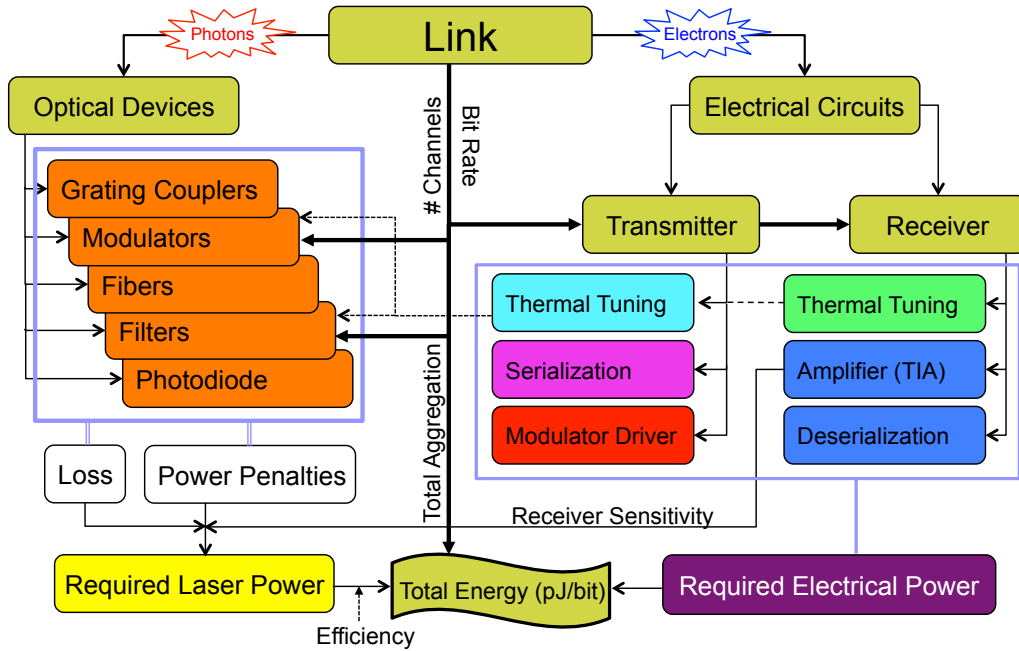 Photons
Link
Electrons
Optical Devices
Electrical Circuits
# Channels
Bit Rate
Grating Couplers
Modulators
Fibers
Filters
Photodiode
Transmitter
Receiver
Thermal Tuning
Thermal Tuning
Serialization
Amplifier (TIA)
Modulator Driver
Deserialization
Total Aggregation
Loss
Power Penalties
Receiver Sensitivity
Required Laser Power
Total Energy (pJ/bit)
Required Electrical Power
Efficiency